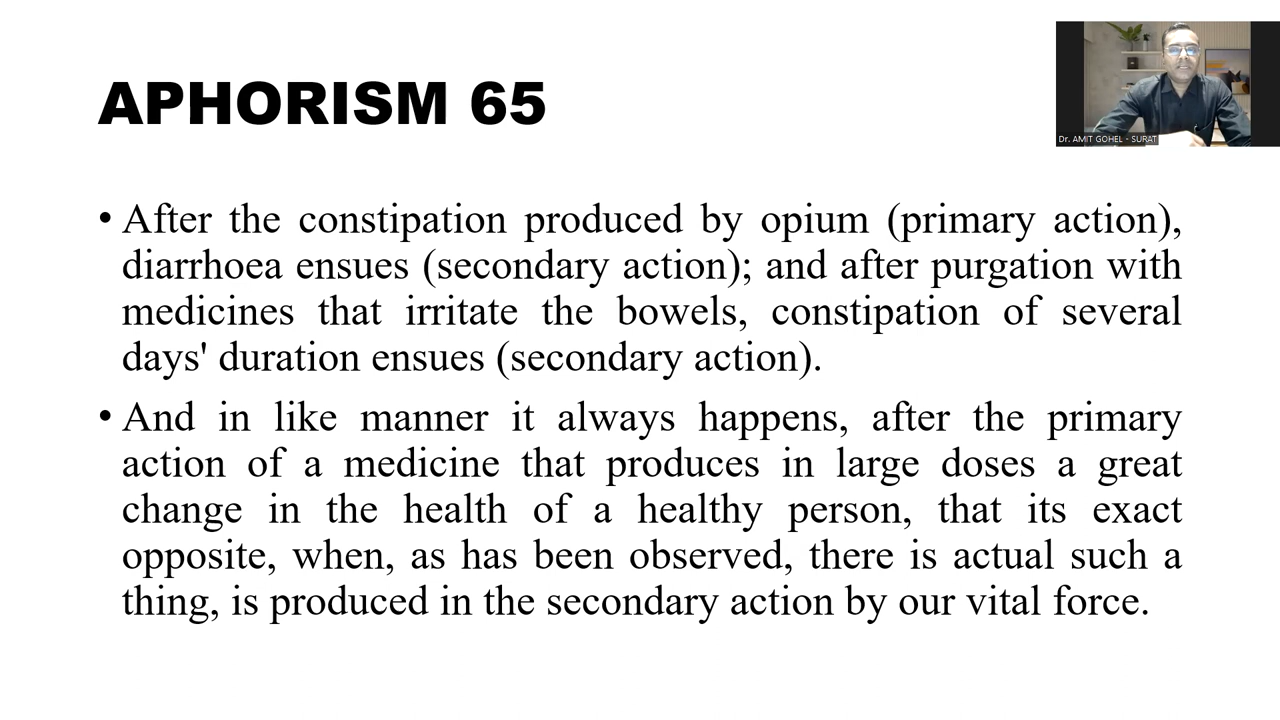 APHORISM 65
Dr. AMIT GOHEL - SURAT
• After the constipation produced by opium (primary action),
diarrhoea ensues (secondary action); and after purgation with
medicines that irritate the bowels, constipation of several
days' duration ensues (secondary action).
• And in like manner it always happens, after the primary
action of a medicine that produces in large doses a great
change in the health of a healthy person, that its exact
opposite, when, as has been observed, there is actual such a
thing, is produced in the secondary action by our vital force.